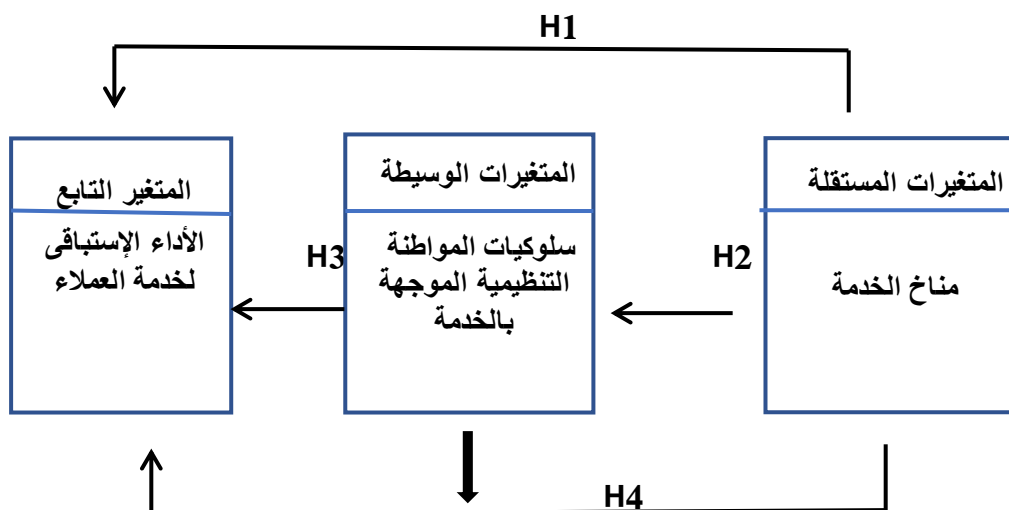 H1
المتغيرات المستقلة
مناخ الخدمة
H2
المتغيرات الوسيطة
سلوكيات المواطنة
التنظيمية الموجهة
بالخدمة
H3
المتغير التابع
الأداء الإستباقى
لخدمة العملاء
H4